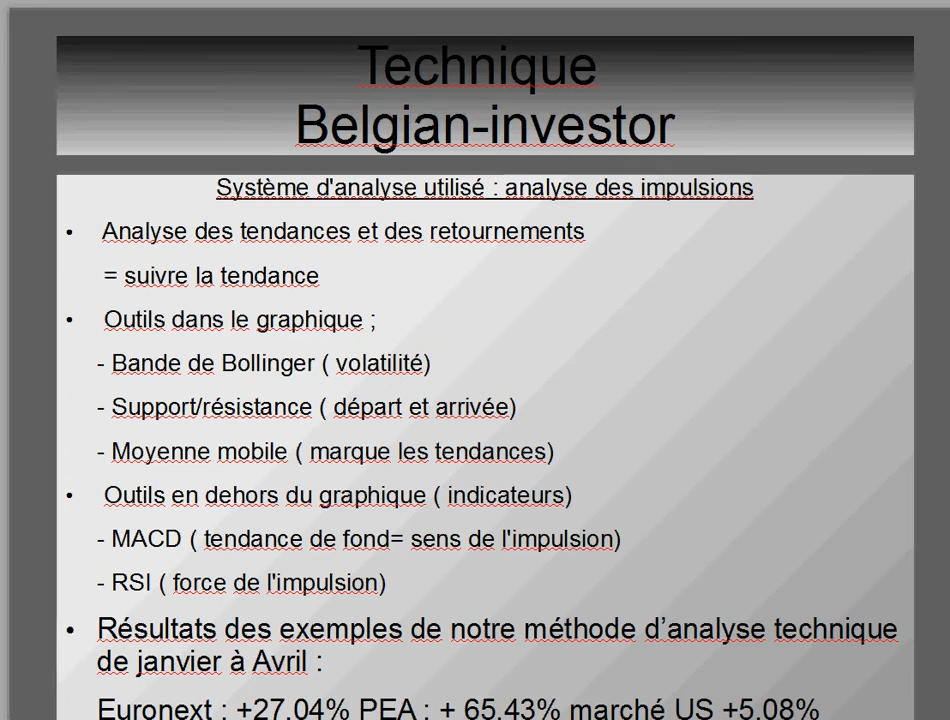 Technique
Belgian-investor
Système d'analyse utilisé : analyse des impulsions
• Analyse des tendances et des retournements
= suivre la tendance
• Outils dans le graphique ;
- Bande de Bollinger ( volatilité)
- Support/résistance ( départ et arrivée)
- Moyenne mobile ( marque les tendances)
• Outils en dehors du graphique ( indicateurs)
- MACD ( tendance de fond= sens de l'impulsion)
- RSI ( force de l'impulsion)
• Résultats des exemples de notre méthode d’analyse technique
de janvier à Avril :
Euronext : +27.04% PEA : + 65.43% marché US +5.08%